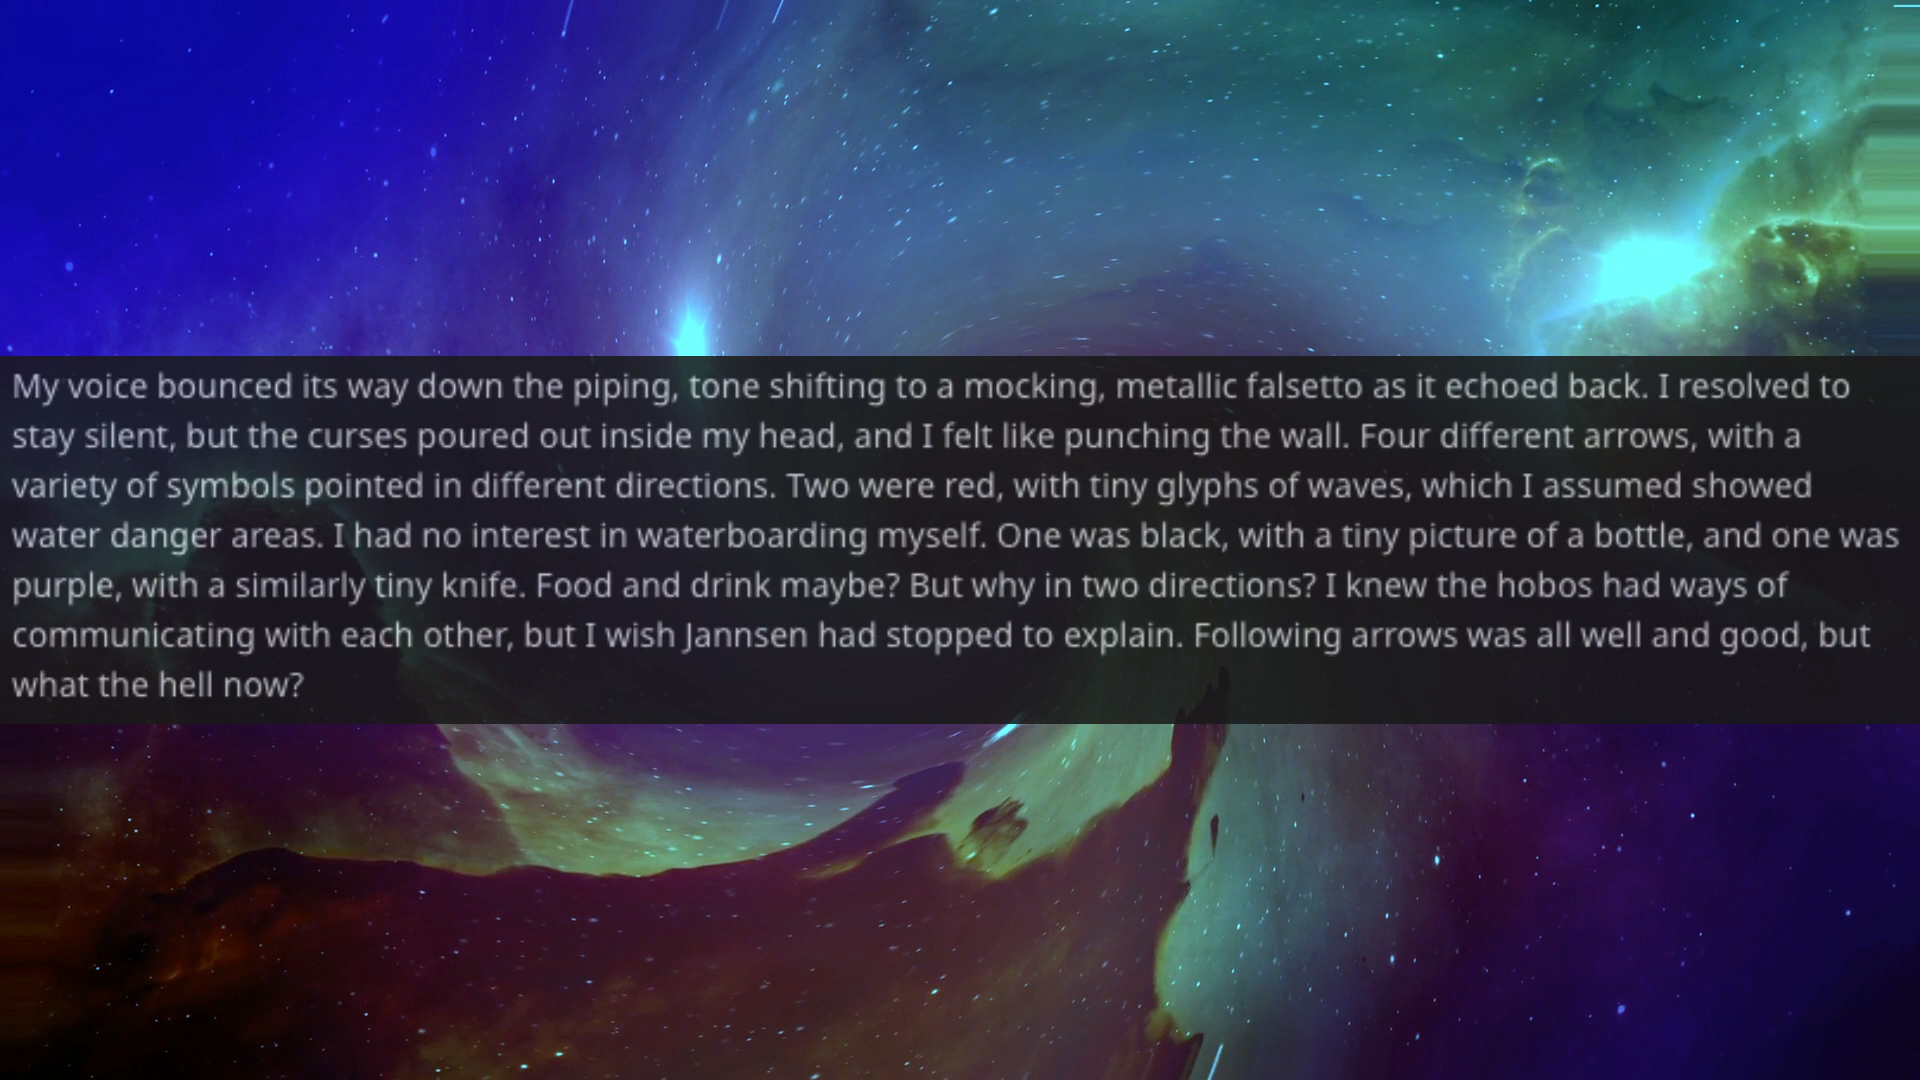 My voice bounced its way down the piping, tone shifting to a mocking, metallic falsetto as it echoed back. I resolved to
stay silent, but the curses poured out inside my head, and I felt like punching the wall. Four different arrows, with a
variety of symbols pointed in different directions. Two were red, with tiny glyphs of waves, which I assumed showed
water danger areas. I had no interest in waterboarding myself. One was black, with a tiny picture of a bottle, and one was
purple, with a similarly tiny knife. Food and drink maybe? But why in two directions? I knew the hobos had ways of
communicating with each other, but I wish Jannsen had stopped to explain. Following arrows was all well and good, but
what the hell now?